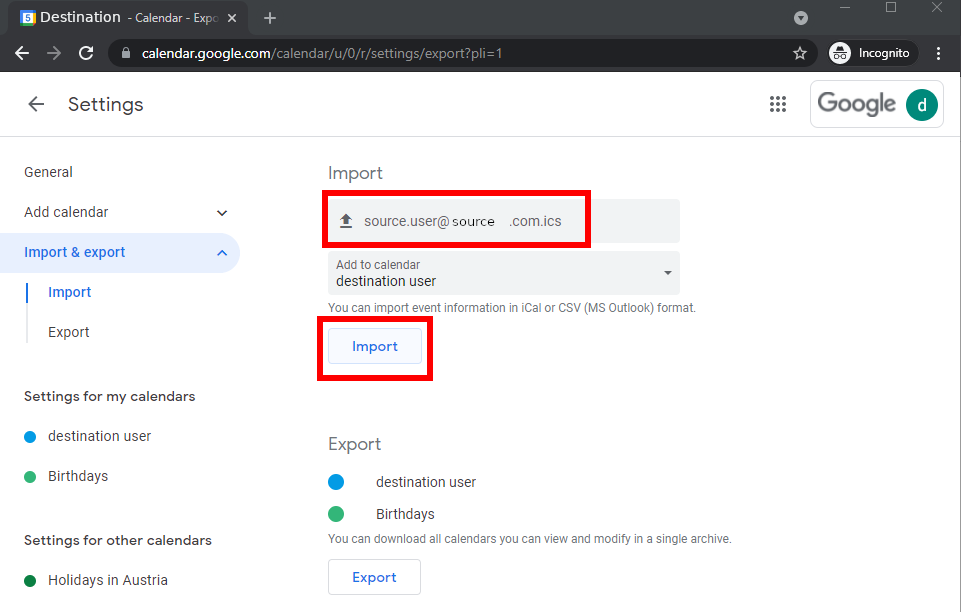 5 Destination - Calendar - Expo
calendar.google.com/calendar/u/0/r/settings/export?pli=1
Incognito
Settings
Google d
General
Add calendar
Import & export
Import
Export
Settings for my calendars
destination user
Birthdays
Settings for other calendars
Holidays in Austria
Import
source.user@source .com.ics
Add to calendar
destination user
You can import event information in iCal or CSV (MS Outlook) format.
Import
Export
destination user
Birthdays
You can download all calendars you can view and modify in a single archive.
Export